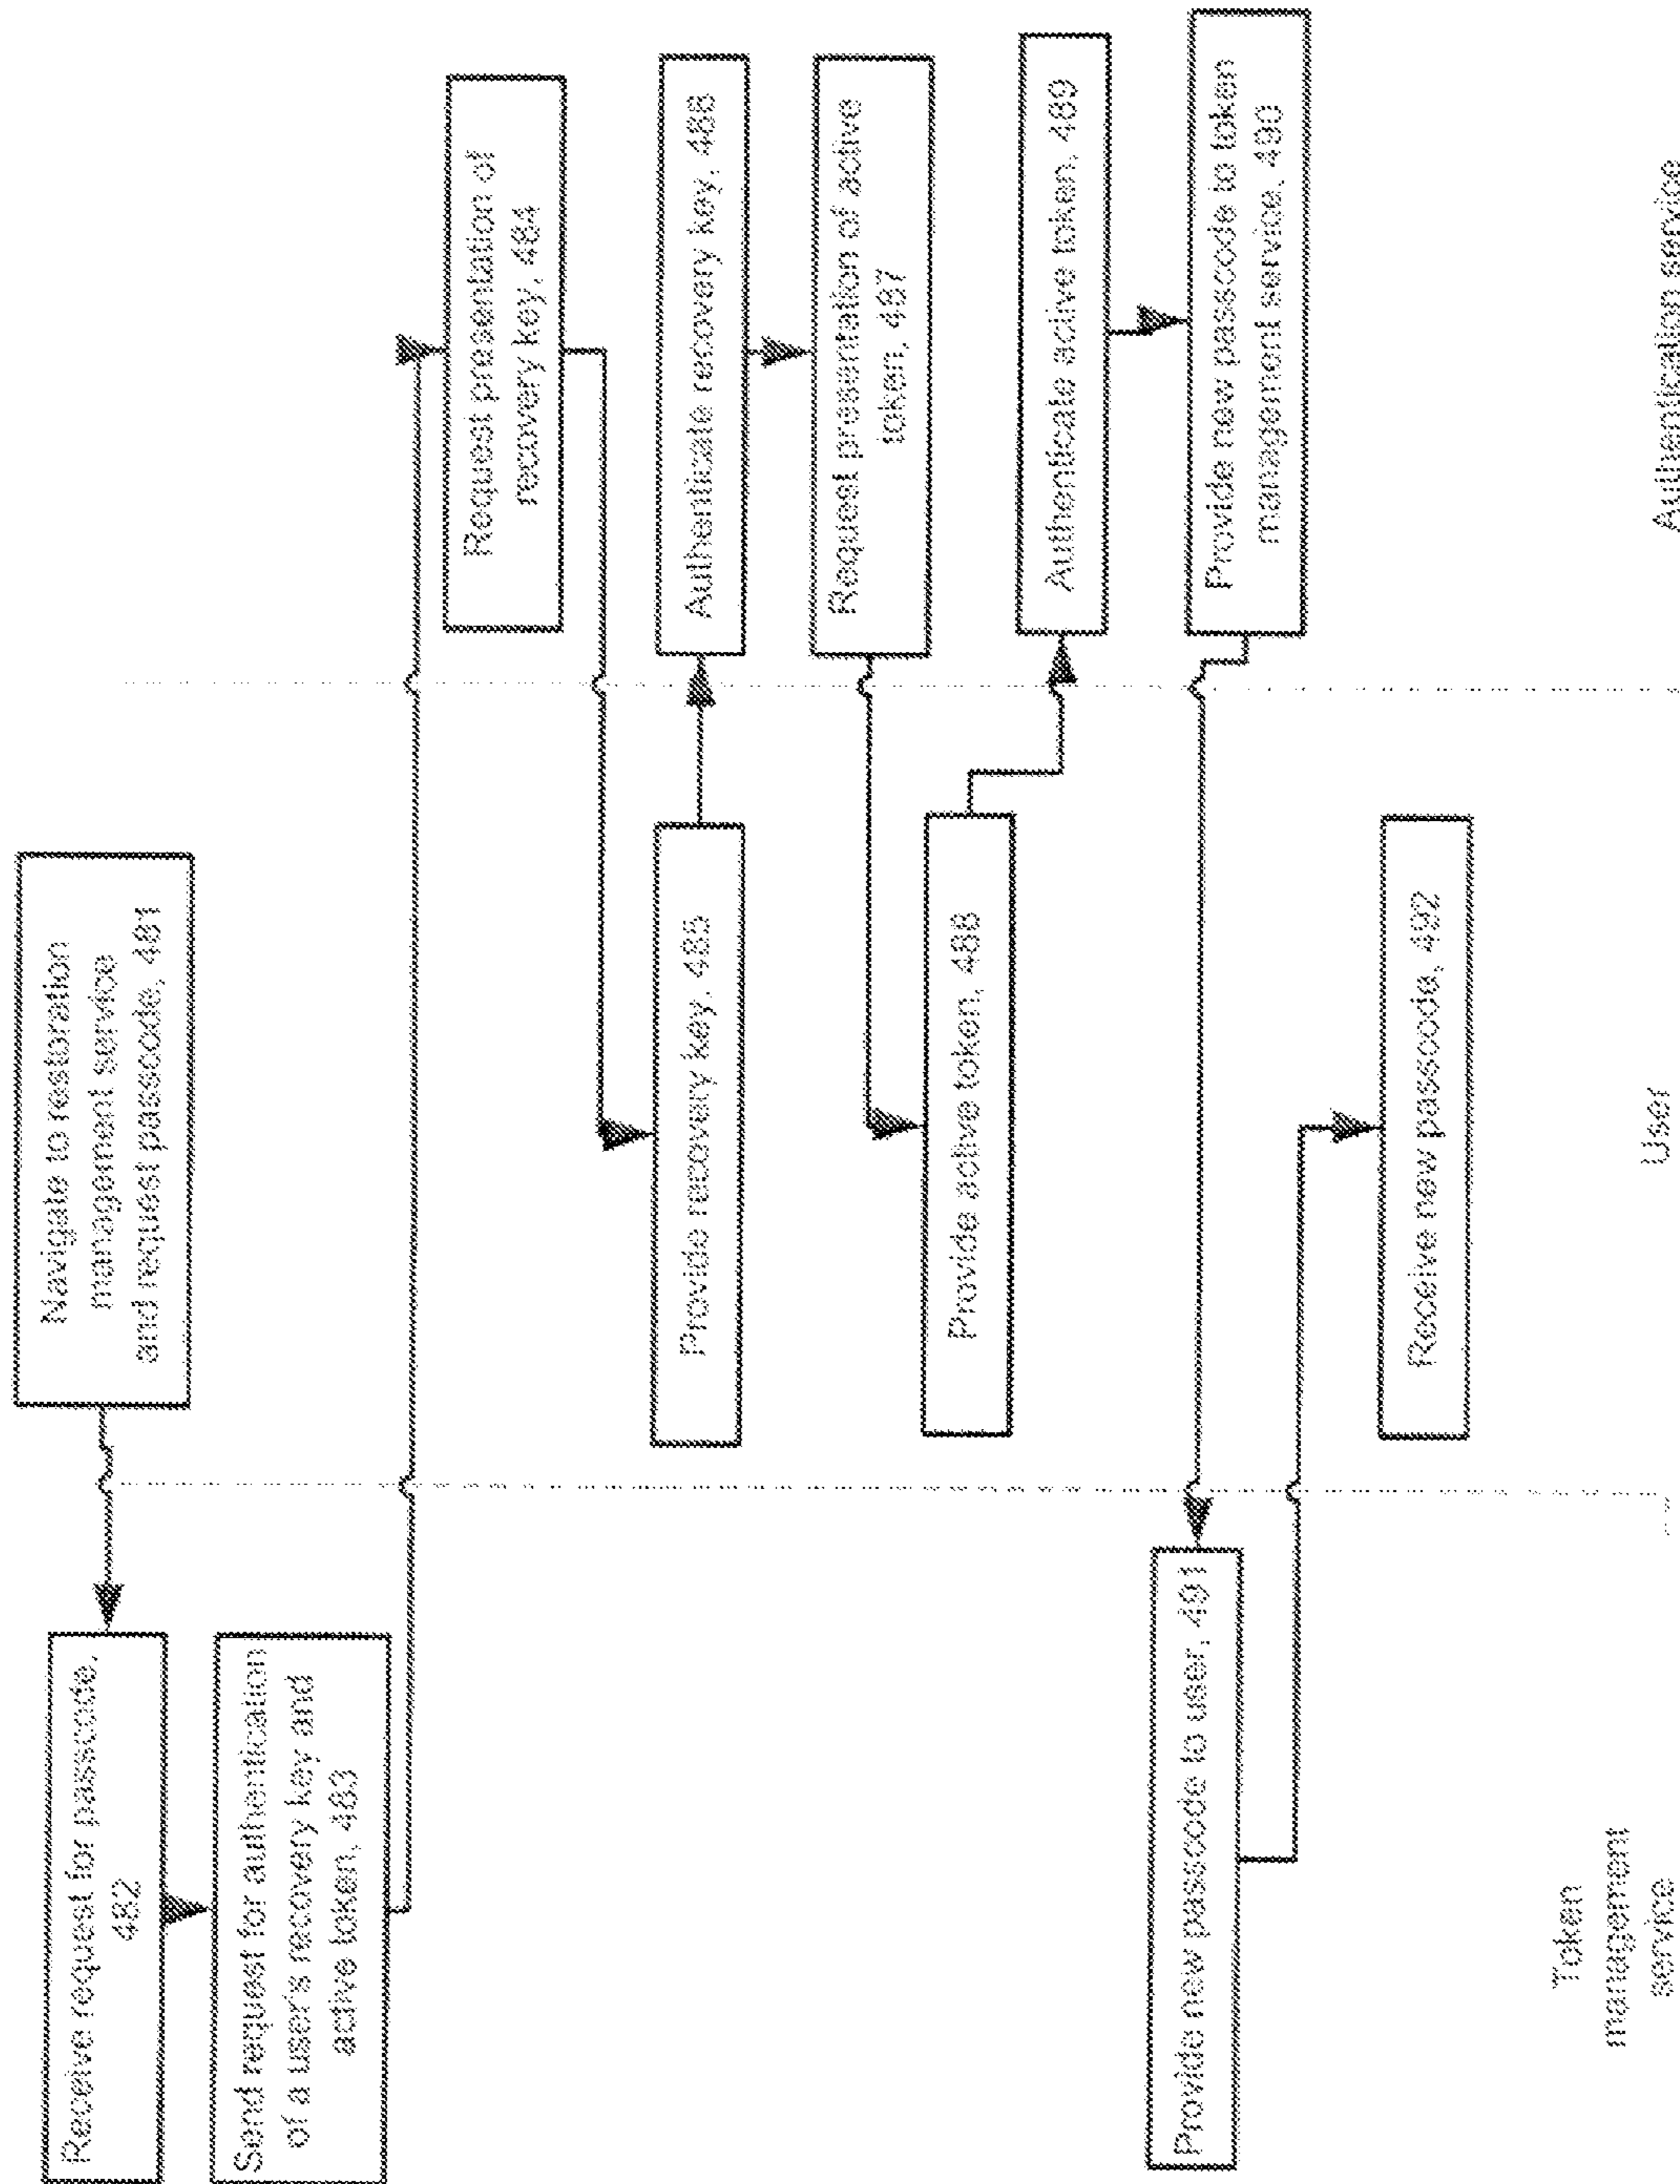 Navigate to restoration
management service
and request passcode, 481
Receive request for passcode,
482
Send request for authentication
of a user's recovery key and
active token, 483
Request presentation of
recovery key, 484
Provide recovery key, 485
Authenticate recovery key, 486
Request presentation of active
token, 487
Provide active token, 488
Authenticate active token, 489
Provide new passcode to token
management service, 490
Provide new passcode to user, 491
Receive new passcode, 492
Token
management
service
User
Authentication service